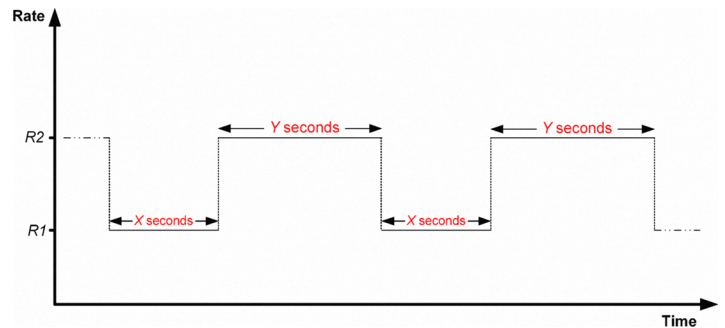 Rate
Y seconds
Y seconds
R2
X seconds
X seconds
R1
Time